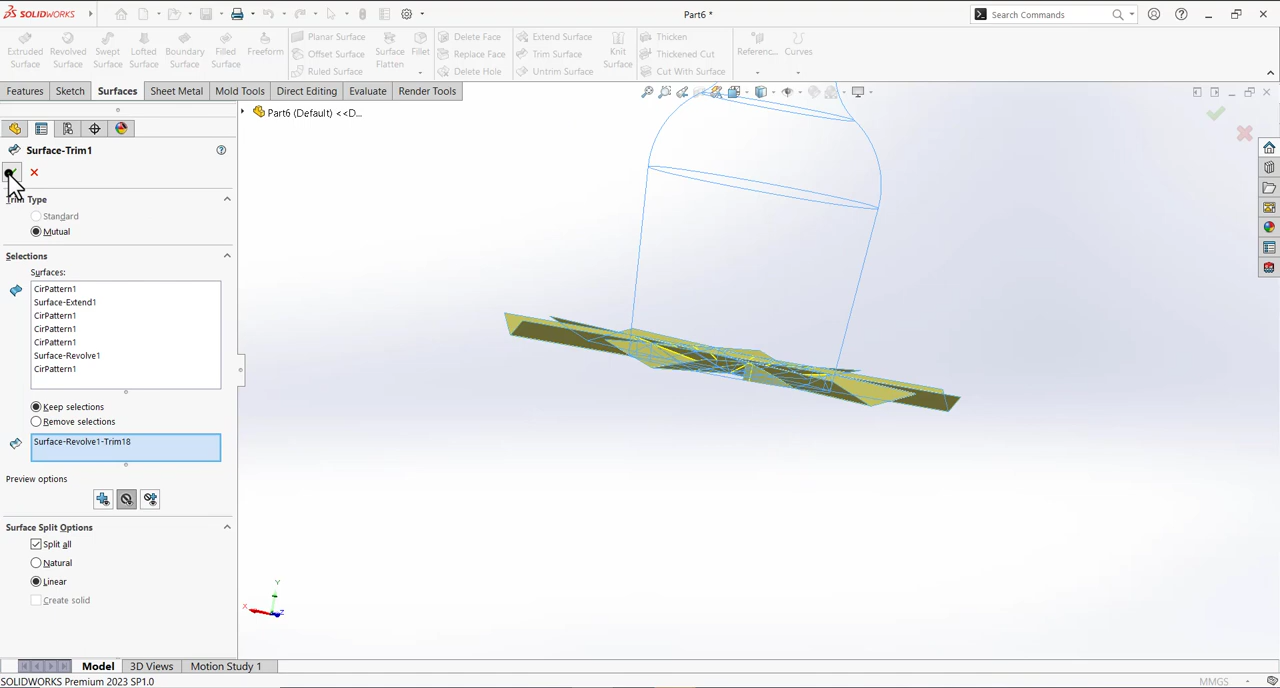 SOLIDWORKS
Part6 *
Search Commands
Extruded Surface
Revolved Surface
Swept Surface
Lofted Surface
Boundary Surface
Filled Surface
Freeform
Planar Surface
Offset Surface
Ruled Surface
Surface Flatten
Fillet
Delete Face
Replace Face
Delete Hole
Extend Surface
Trim Surface
Untrim Surface
Knit Surface
Thicken
Thickened Cut
Cut With Surface
Referenc...
Curves
Features
Sketch
Surfaces
Sheet Metal
Mold Tools
Direct Editing
Evaluate
Render Tools
Part6 (Default) <<D...
Surface-Trim1
Trim Type
Standard
Mutual
Selections
Surfaces:
CirPattern1
Surface-Extend1
CirPattern1
CirPattern1
CirPattern1
Surface-Revolve1
CirPattern1
Keep selections
Remove selections
Surface-Revolve1-Trim18
Preview options
Surface Split Options
Split all
Natural
Linear
Create solid
Y
X
Z
Model
3D Views
Motion Study 1
SOLIDWORKS Premium 2023 SP1.0
MMGS